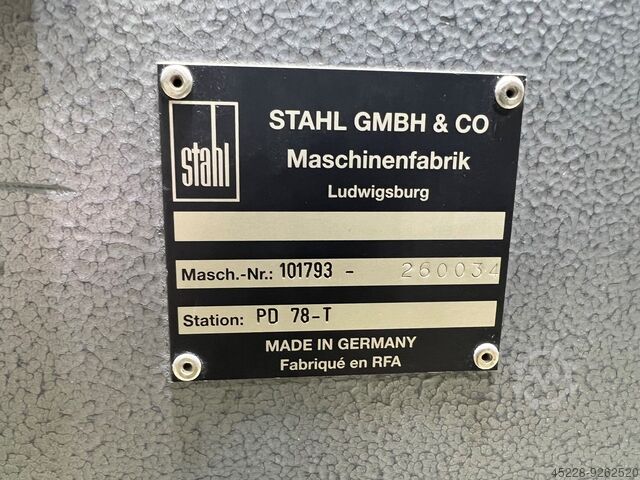 stahl
STAHL GMBH & CO
Maschinenfabrik
Ludwigsburg
Masch.-Nr.: 101793 - 260034
Station: PD 78-T
MADE IN GERMANY
Fabriqué en RFA
45228-9262520